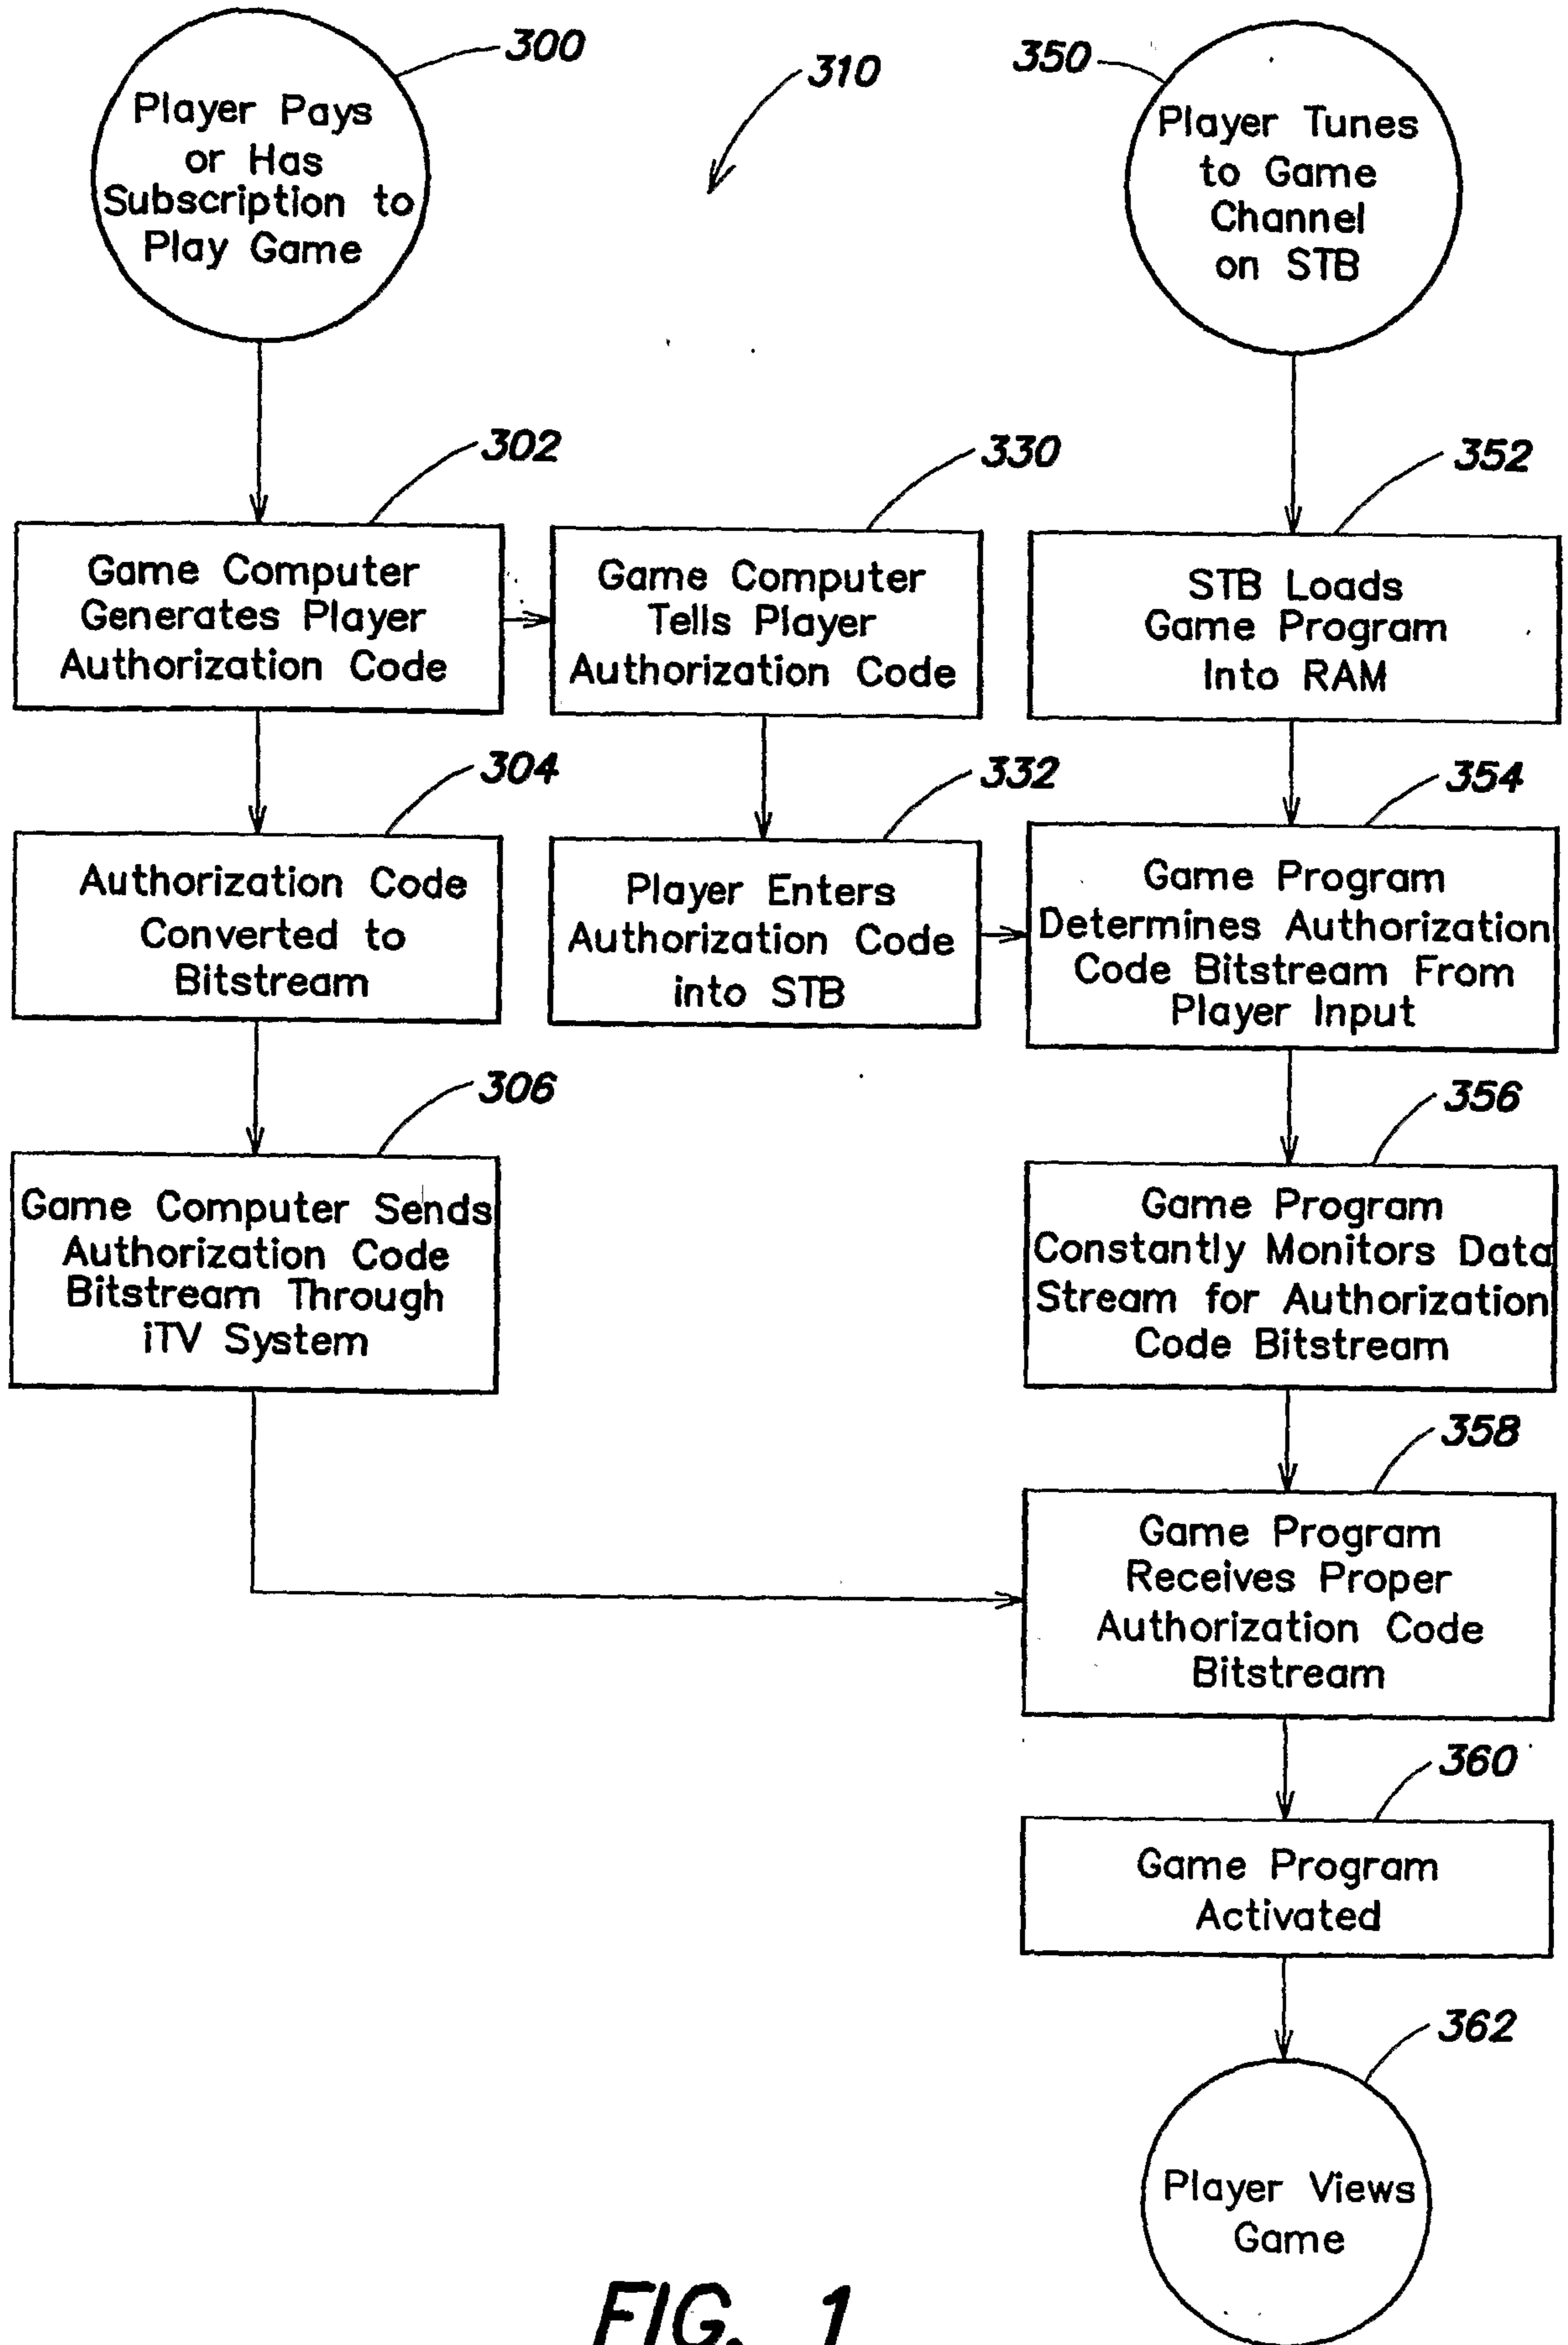 300
Player Pays
or Has
Subscription to
Play Game
310
350
Player Tunes
to Game
Channel
on STB
302
Game Computer
Generates Player
Authorization Code
330
Game Computer
Tells Player
Authorization Code
352
STB Loads
Game Program
Into RAM
304
Authorization Code
Converted to
Bitstream
332
Player Enters
Authorization Code
into STB
354
Game Program
Determines Authorization
Code Bitstream From
Player Input
306
Game Computer Sends
Authorization Code
Bitstream Through
iTV System
356
Game Program
Constantly Monitors Data
Stream for Authorization
Code Bitstream
358
Game Program
Receives Proper
Authorization Code
Bitstream
360
Game Program
Activated
362
Player Views
Game
FIG. 1